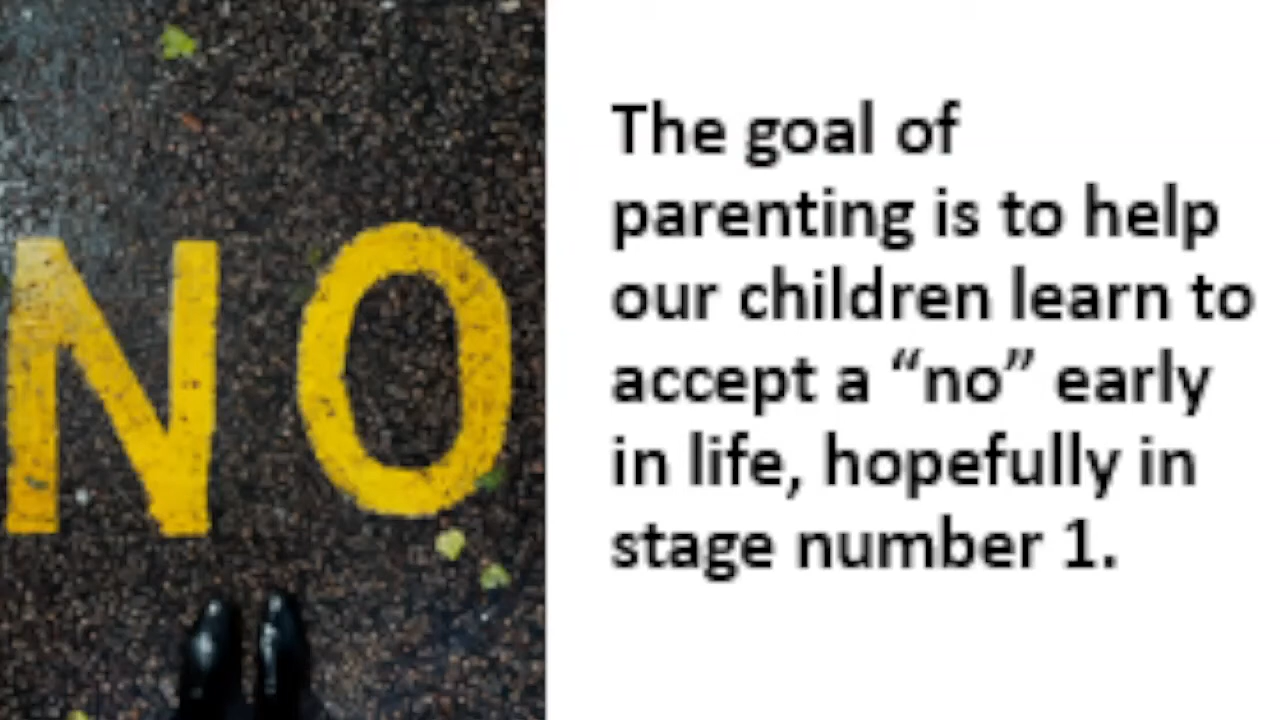 NO
The goal of
parenting is to help
our children learn to
accept a “no” early
in life, hopefully in
stage number 1.